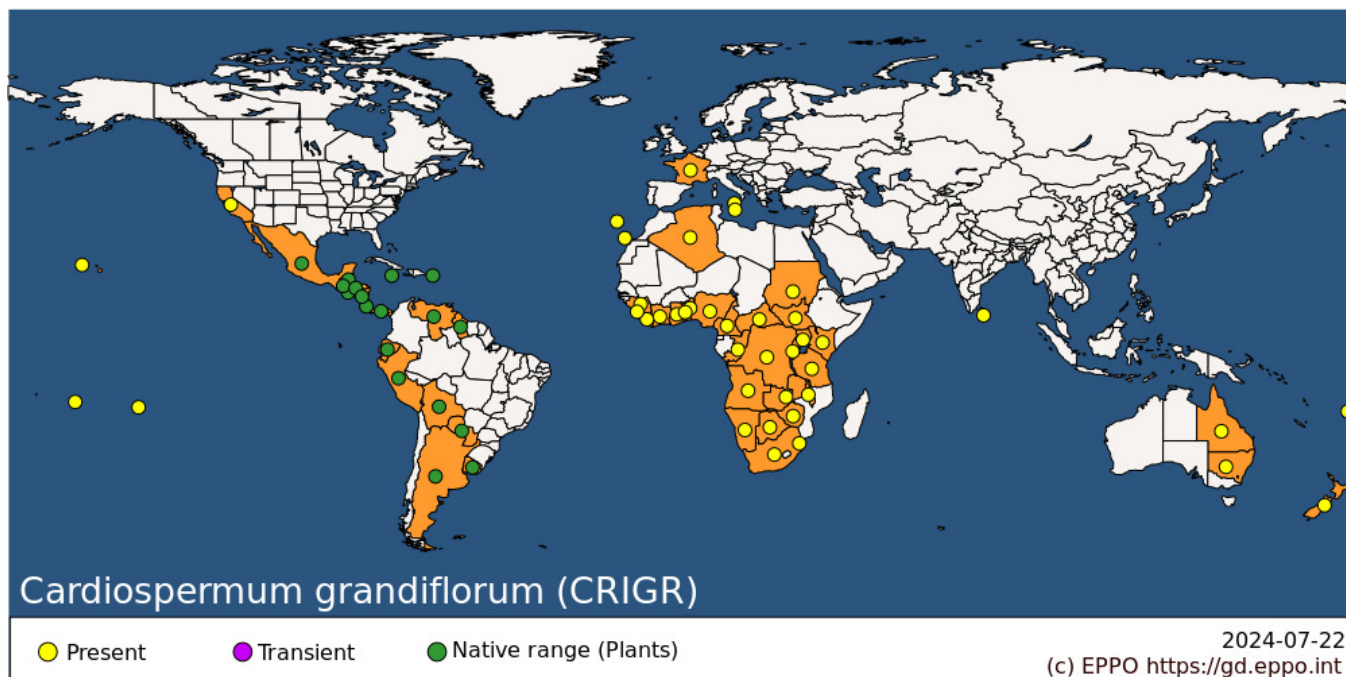 Cardiospermum grandiflorum (CRIGR)
Present
Transient
Native range (Plants)
2024-07-22
(c) EPPO https://gd.eppo.int